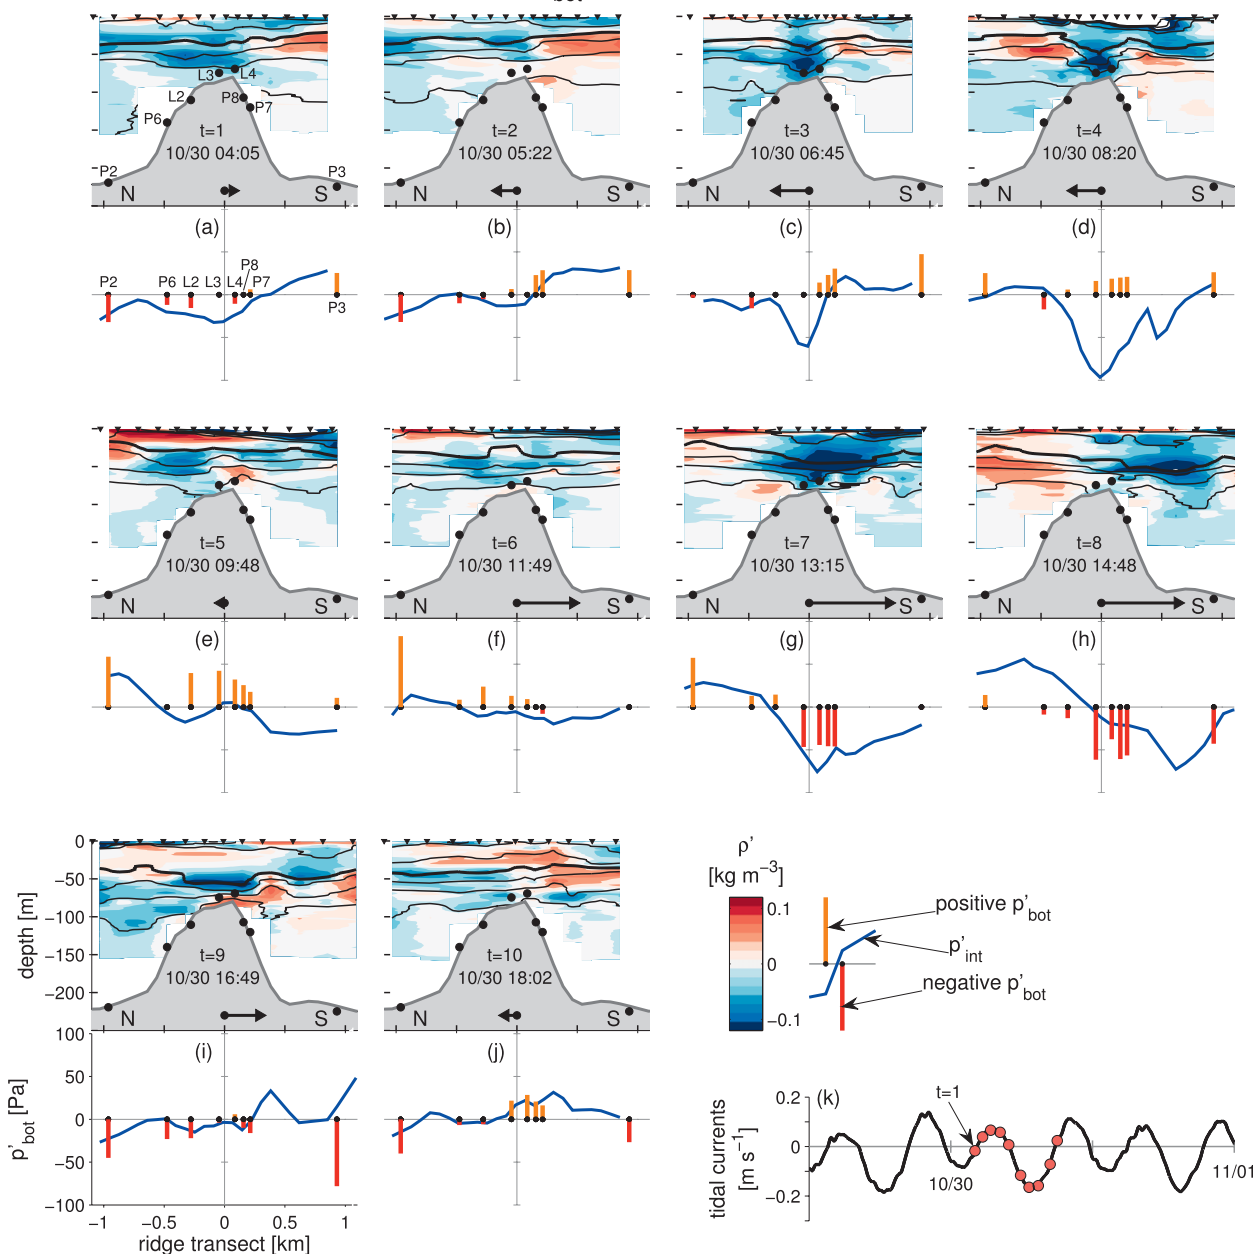 L3 L4
L2 P8
P7
P6
t=1
10/30 04:05
P2 P3
N S
t=2
10/30 05:22
N S
t=3
10/30 06:45
N S
t=4
10/30 08:20
N S
(a) (b) (c) (d)
P8
P2 P6 L2 L3 L4 P7
P3
t=5
10/30 09:48
N S
t=6
10/30 11:49
N S
t=7
10/30 13:15
N S
t=8
10/30 14:48
N S
(e) (f) (g) (h)
0
−50
−100
−150
−200
depth [m]
t=9
10/30 16:49
N S
t=10
10/30 18:02
N S
ρ'
[kg m⁻³]
0.1
0
−0.1
positive p'bot
p'int
negative p'bot
(i) (j)
100
50
0
−50
−100
p'bot [Pa]
−1 −0.5 0 0.5 1
ridge transect [km]
t=1
(k)
0.2
0
−0.2
tidal currents
[m s⁻¹]
10/30
11/01